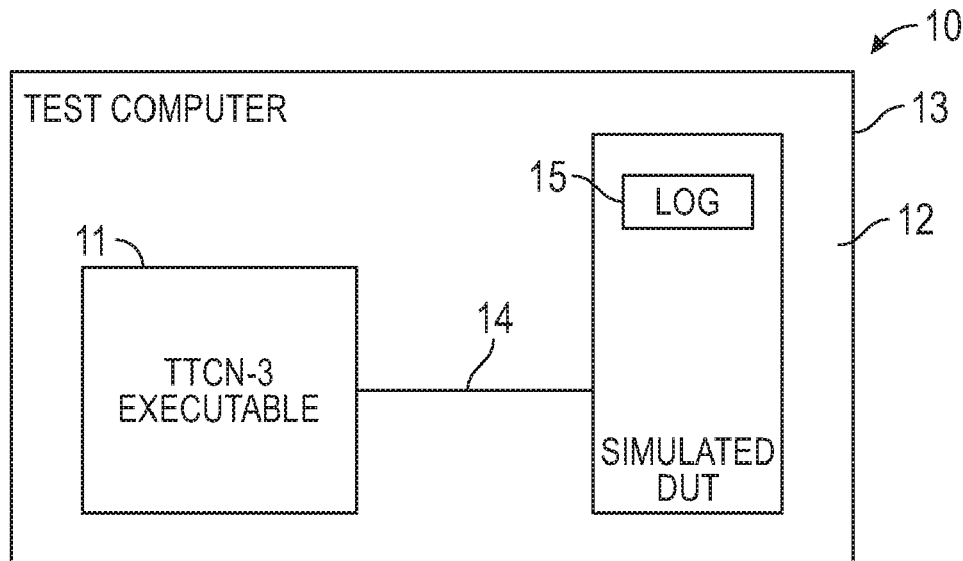 10
TEST COMPUTER
13
15
LOG
12
11
14
TTCN-3
EXECUTABLE
SIMULATED
DUT